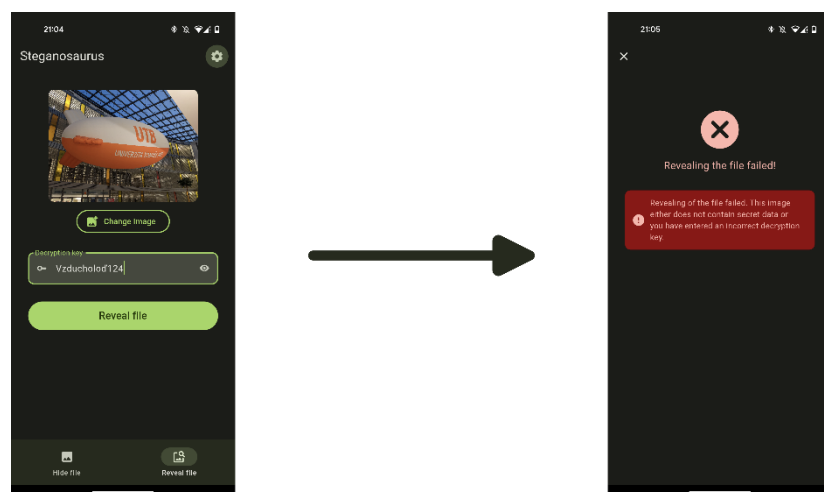 21:04
Steganosaurus
UTB
Change Image
Decryption key
Vzducholoď124
Reveal file
Hide file
Reveal file
21:05
Revealing the file failed!
Revealing of the file failed. This image
either does not contain secret data or
you have entered an incorrect decryption
key.